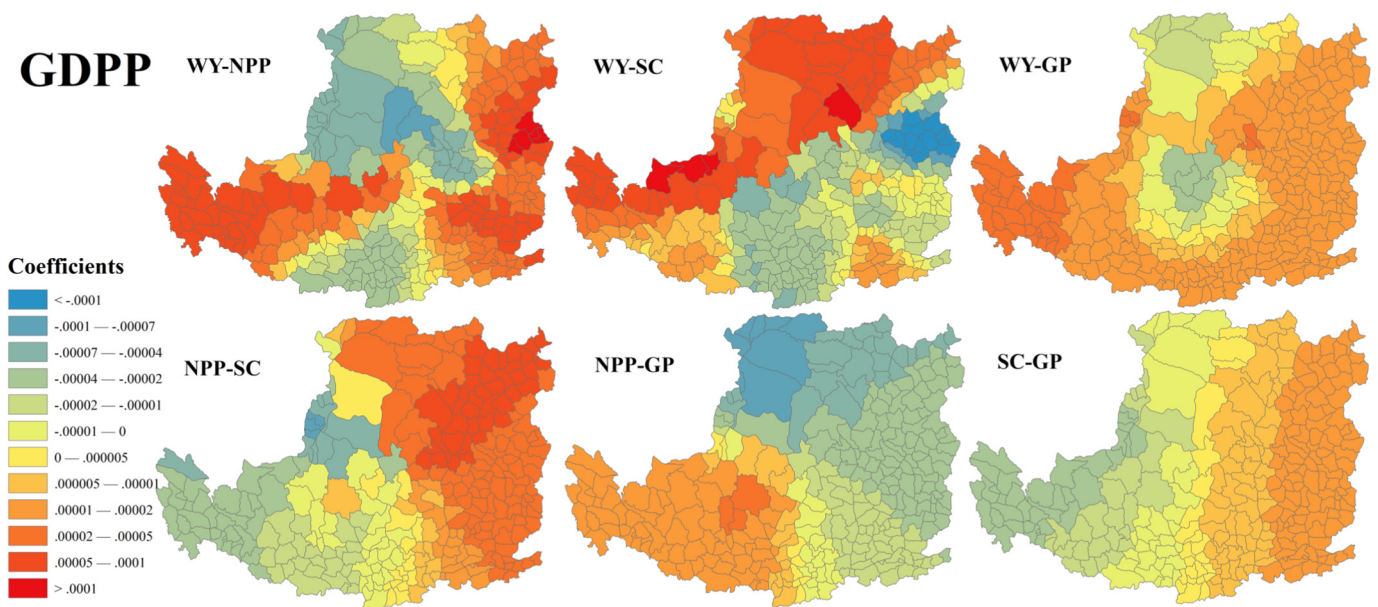 GDPP
WY-NPP
WY-SC
WY-GP
Coefficients
< -.0001
-.0001 — -.00007
-.00007 — -.00004
-.00004 — -.00002
-.00002 — -.00001
-.00001 — 0
0 — .000005
.000005 — .00001
.00001 — .00002
.00002 — .00005
.00005 — .0001
> .0001
NPP-SC
NPP-GP
SC-GP